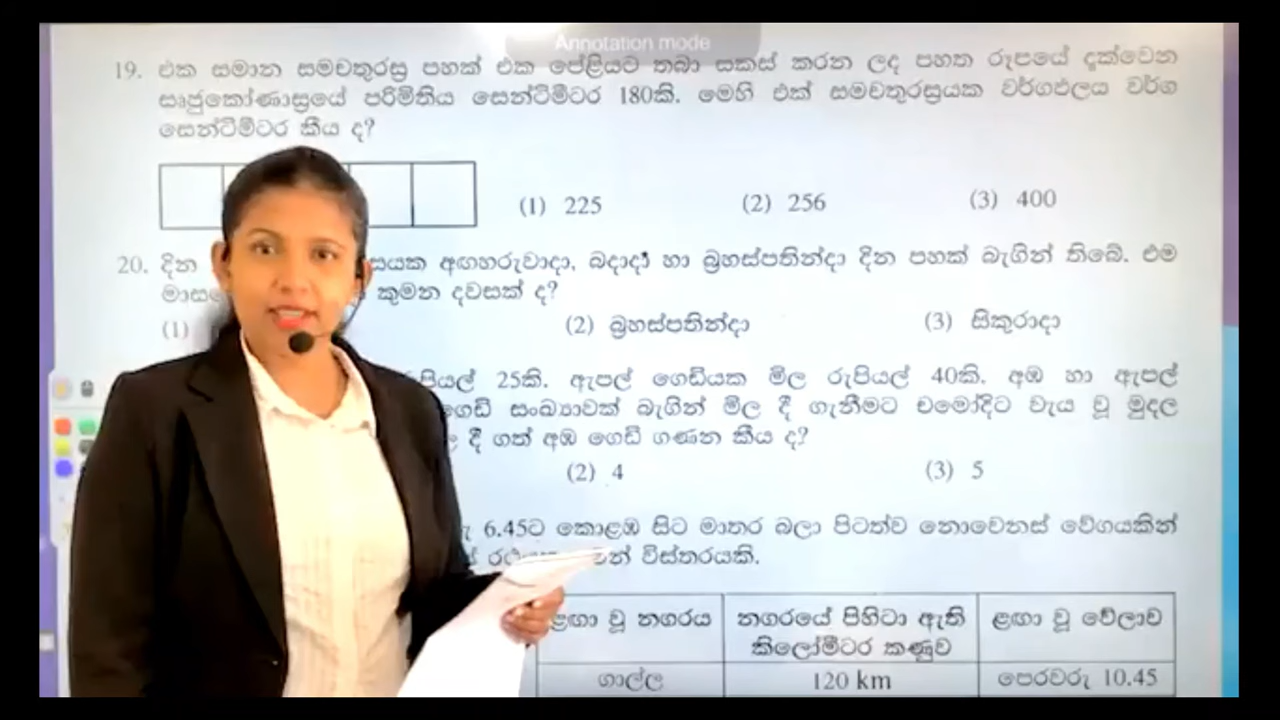 Annotation mode
19. එක සමාන සමචතුරස්‍ර පහක් එක පේළියට තබා සකස් කරන ලද පහත රූපයේ දැක්වෙන
සෘජුකෝණාස්‍රයේ පරිමිතිය සෙන්ටිමීටර 180කි. මෙහි එක් සමචතුරස්‍රයක වර්ගඵලය වර්ග
සෙන්ටිමීටර කීය ද?
(1) 225 (2) 256 (3) 400
20. දින සයක අඟහරුවාදා, බදාදා හා බ්‍රහස්පතින්දා දින පහක් බැගින් තිබේ. එම
කුමන දවසක් ද?
(1) (2) බ්‍රහස්පතින්දා (3) සිකුරාදා
රුපියල් 25කි. ඇපල් ගෙඩියක මිල රුපියල් 40කි. අඹ හා ඇපල්
ගෙඩි සංඛ්‍යාවක් බැගින් මිල දී ගැනීමට චමෝදිට වැය වූ මුදල
දී ගත් අඹ ගෙඩි ගණන කීය ද?
(2) 4 (3) 5
6.45ට කොළඹ සිට මාතර බලා පිටත්ව නොවෙනස් වේගයකින්
විස්තරයකි.
ළඟා වූ නගරය නගරයේ පිහිටා ඇති ළඟා වූ වේලාව
කිලෝමීටර කණුව
ගාල්ල 120 km පෙරවරු 10.45